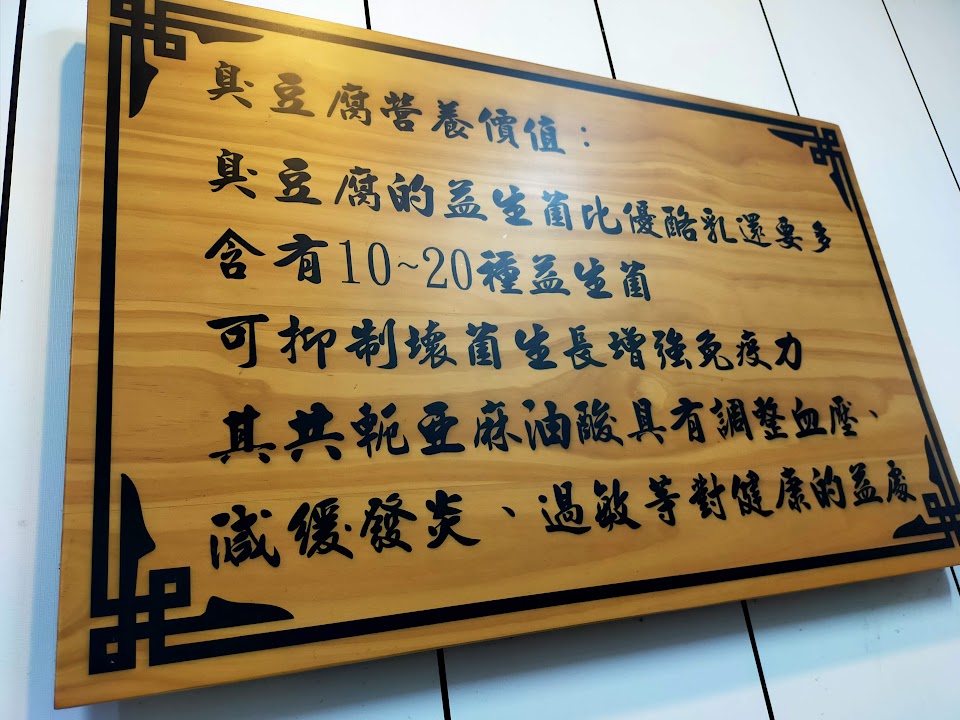 臭豆腐營養價值：
臭豆腐的益生菌比優酪乳還要多
含有10~20種益生菌
可抑制壞菌生長增強免疫力
其共軛亞麻油酸具有調整血壓、
減緩發炎、過敏等對健康的益處